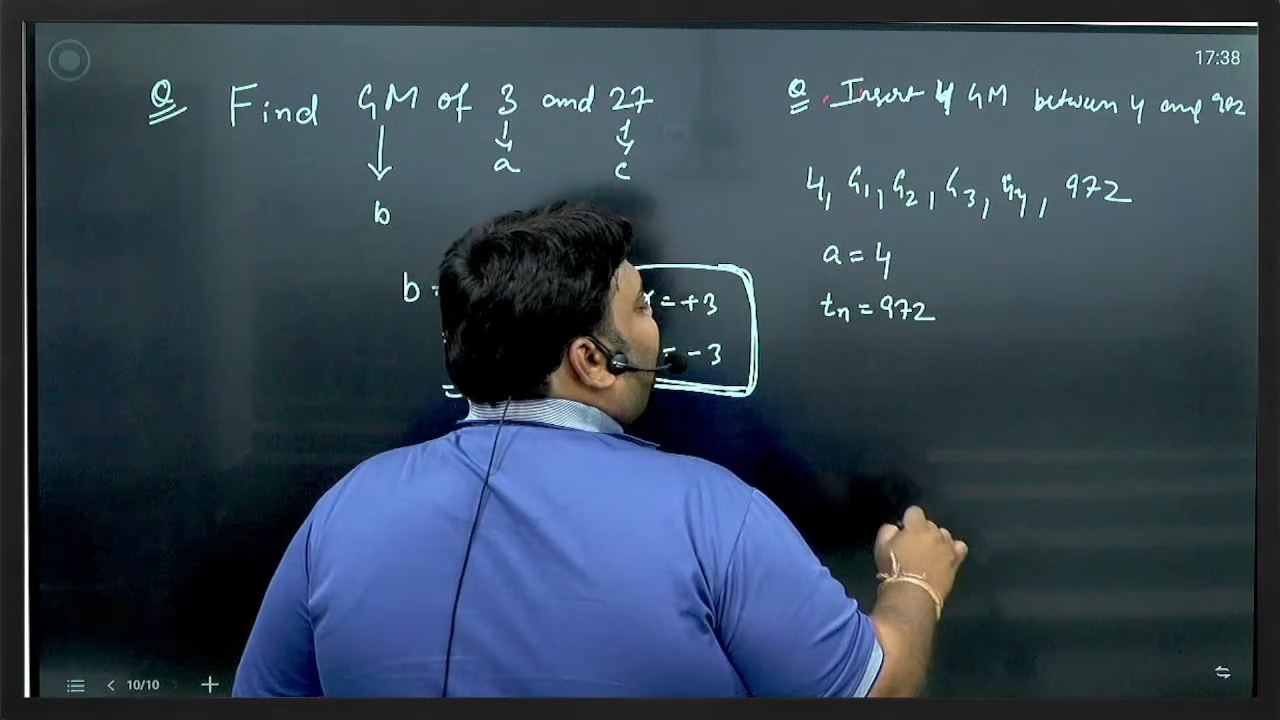 17:38
Q Find GM of 3 and 27
a
c
b
b =
r = +3
= -3
Q. Insert 4 GM between 4 and 972
4, G1, G2, G3, G4, 972
a = 4
tn = 972
10/10